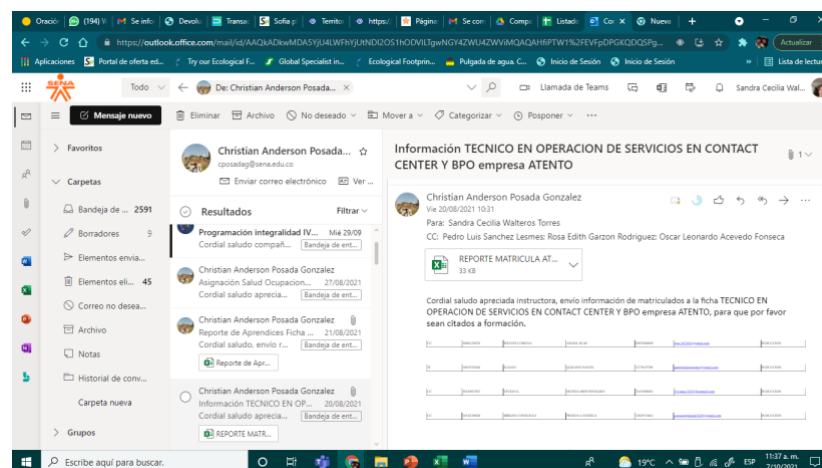 Oració
(194) W
Se infor
Devolu
Transac
Sofia p
Territor
https:/
Página
Se com
Compa
Listado
Cor
Nuevo
https://outlook.office.com/mail/id/
Actualizar
Aplicaciones
Portal de oferta ed...
Try our Ecological F...
Global Specialist in...
Ecological Footprin...
Pulgada de agua. C...
Inicio de Sesión
Inicio de Sesión
Lista de lectur
SENA
Todo
De: Christian Anderson Posada...
Llamada de Teams
Sandra Cecilia Wal...
Mensaje nuevo
Eliminar
Archivo
No deseado
Mover a
Categorizar
Posponer
Favoritos
Carpetas
Bandeja de ... 2591
Borradores 9
Elementos envia...
Elementos eli... 45
Correo no desea...
Archivo
Notas
Historial de conv...
Carpeta nueva
Grupos
Christian Anderson Posada...
cposadag@sena.edu.co
Enviar correo electrónico
Ver ...
Resultados
Filtrar
Programación integralidad IV... Mié 29/09
Cordial saludo compañ... Bandeja de ent...
Christian Anderson Posada Gonzalez
Asignación Salud Ocupacion... 27/08/2021
Cordial saludo aprecia... Bandeja de ent...
Christian Anderson Posada Gonzalez
Reporte de Aprendices Ficha ... 21/08/2021
Cordial saludo, envío r... Bandeja de ent...
Reporte de Apr...
Christian Anderson Posada Gonzalez
Información TECNICO EN OP... 20/08/2021
Cordial saludo aprecia... Bandeja de ent...
REPORTE MATR...
Información TECNICO EN OPERACION DE SERVICIOS EN CONTACT
CENTER Y BPO empresa ATENTO
1
Christian Anderson Posada Gonzalez
Vie 20/08/2021 10:31
Para: Sandra Cecilia Walteros Torres
CC: Pedro Luis Sanchez Lesmes; Rosa Edith Garzon Rodriguez; Oscar Leonardo Acevedo Fonseca
REPORTE MATRICULA AT...
33 KB
Cordial saludo apreciada instructora, envío información de matriculados a la ficha TECNICO EN
OPERACION DE SERVICIOS EN CONTACT CENTER Y BPO empresa ATENTO, para que por favor
sean citados a formación.
Escribe aquí para buscar.
19°C
ESP
11:37 a. m.
7/10/2021